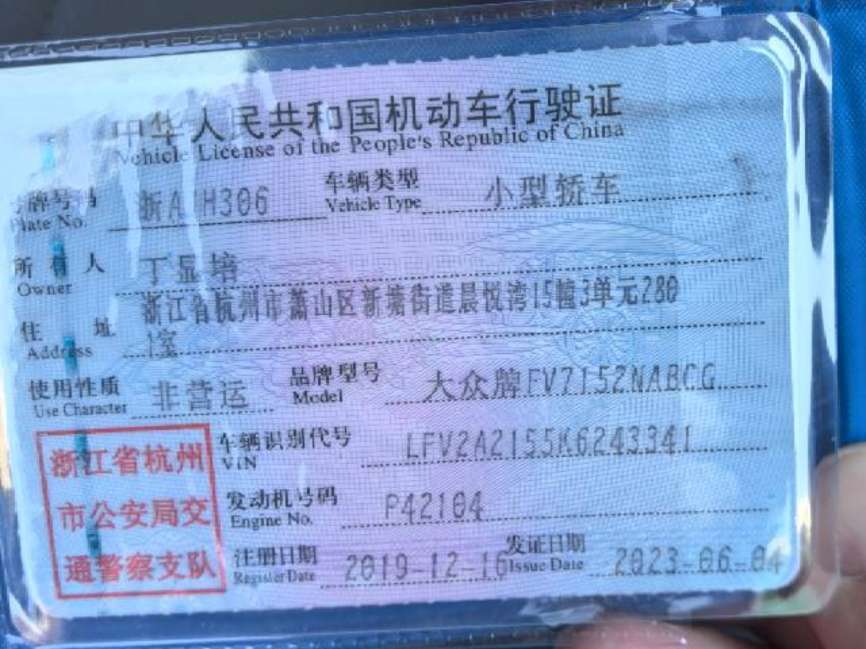 中华人民共和国机动车行驶证
Vehicle License of the People's Republic of China
牌号码 H306 车辆类型 小型轿车
Plate No. Vehicle Type
所有人 丁显培
Owner
浙江省杭州市萧山区新塘街道晨悦湾15幢3单元280
住址 1室
Address
使用性质 非营运 品牌型号 大众牌FV7152NABCG
Use Character Model
浙江省杭州 车辆识别代号 LFV2A2155K6243341
VIN
市公安局交 发动机号码 P42104
Engine No.
通警察支队 注册日期 2019-12-16 发证日期 2023-06-04
Register Date Issue Date